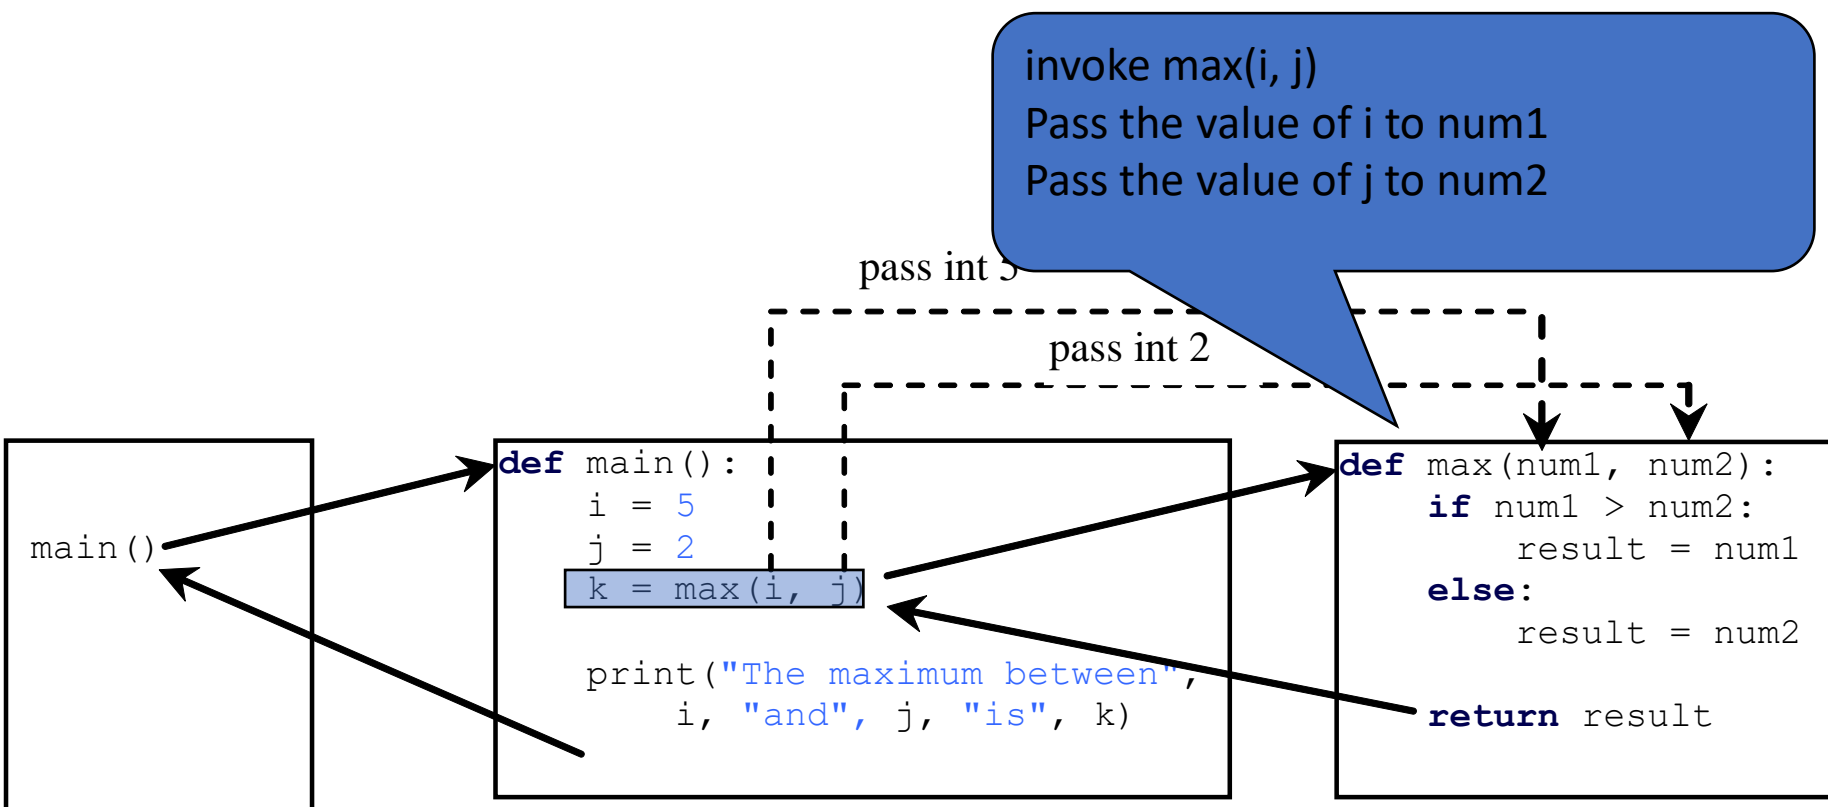 invoke max(i, j)
Pass the value of i to num1
Pass the value of j to num2
pass int 5
pass int 2
main()
def main():
    i = 5
    j = 2
    k = max(i, j)
    print("The maximum between",
        i, "and", j, "is", k)
def max(num1, num2):
    if num1 > num2:
        result = num1
    else:
        result = num2
    return result